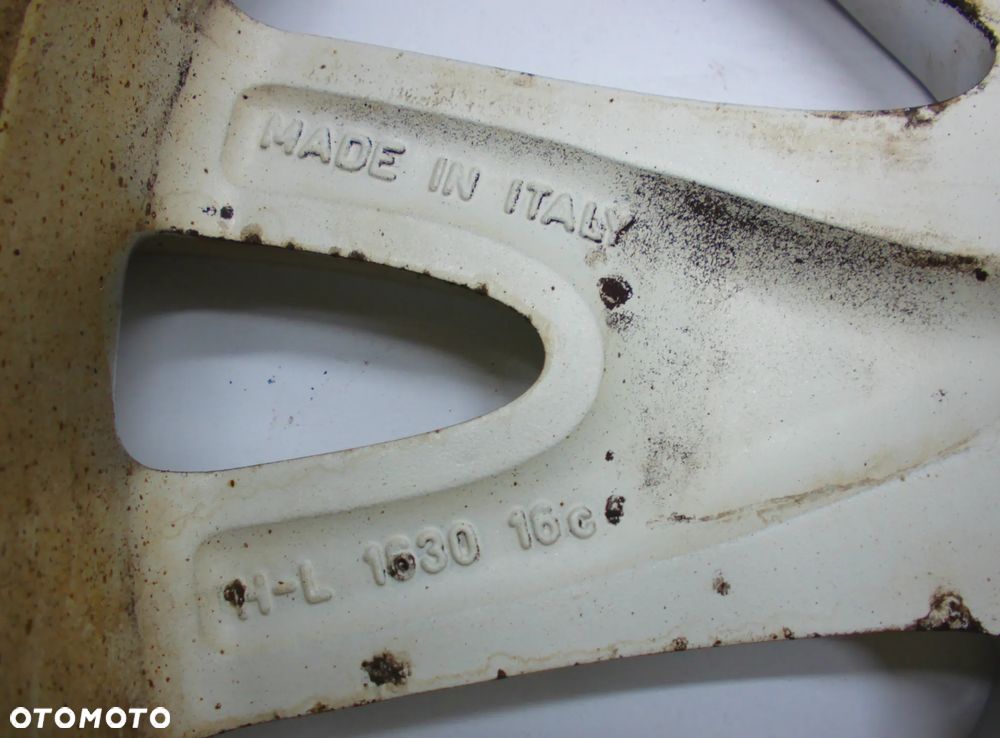 MADE IN ITALY
H-L 1630 16c
OTOMOTO